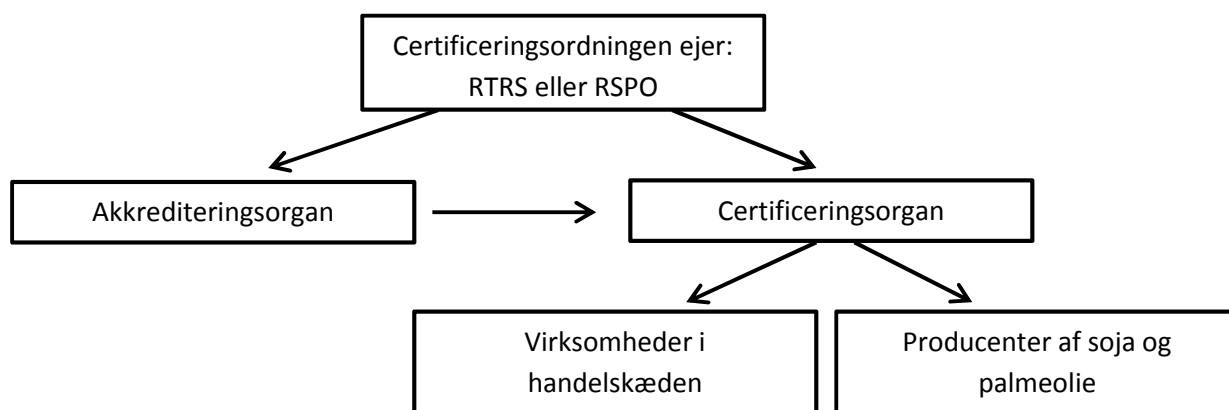 Certificeringsordningen ejer:
RTRS eller RSPO
Akkrediteringsorgan
Certificeringsorgan
Virksomheder i
handelskæden
Producenter af soja og
palmeolie